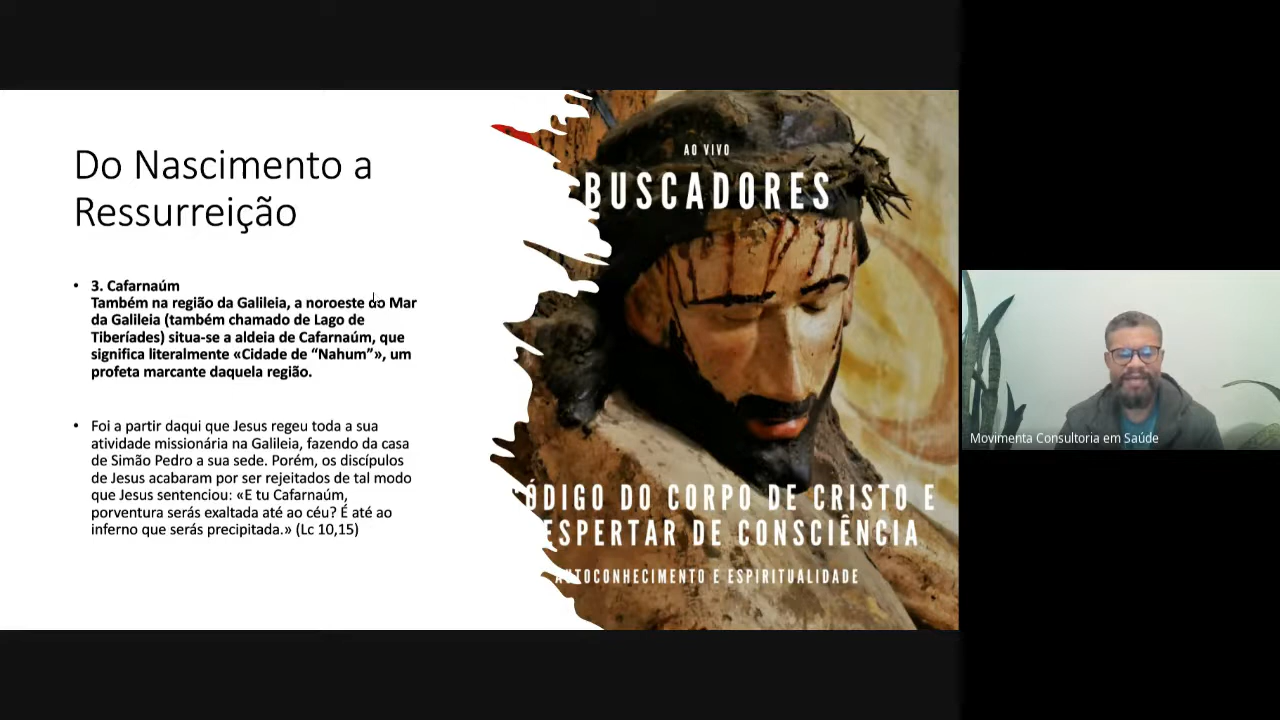 Do Nascimento a
Ressurreição
• 3. Cafarnaúm
Também na região da Galileia, a noroeste do Mar
da Galileia (também chamado de Lago de
Tiberíades) situa-se a aldeia de Cafarnaúm, que
significa literalmente «Cidade de “Nahum”», um
profeta marcante daquela região.
• Foi a partir daqui que Jesus regeu toda a sua
atividade missionária na Galileia, fazendo da casa
de Simão Pedro a sua sede. Porém, os discípulos
de Jesus acabaram por ser rejeitados de tal modo
que Jesus sentenciou: «E tu Cafarnaúm,
porventura serás exaltada até ao céu? É até ao
inferno que serás precipitada.» (Lc 10,15)
AO VIVO
BUSCADORES
CÓDIGO DO CORPO DE CRISTO E
DESPERTAR DE CONSCIÊNCIA
AUTOCONHECIMENTO E ESPIRITUALIDADE
Movimenta Consultoria em Saúde